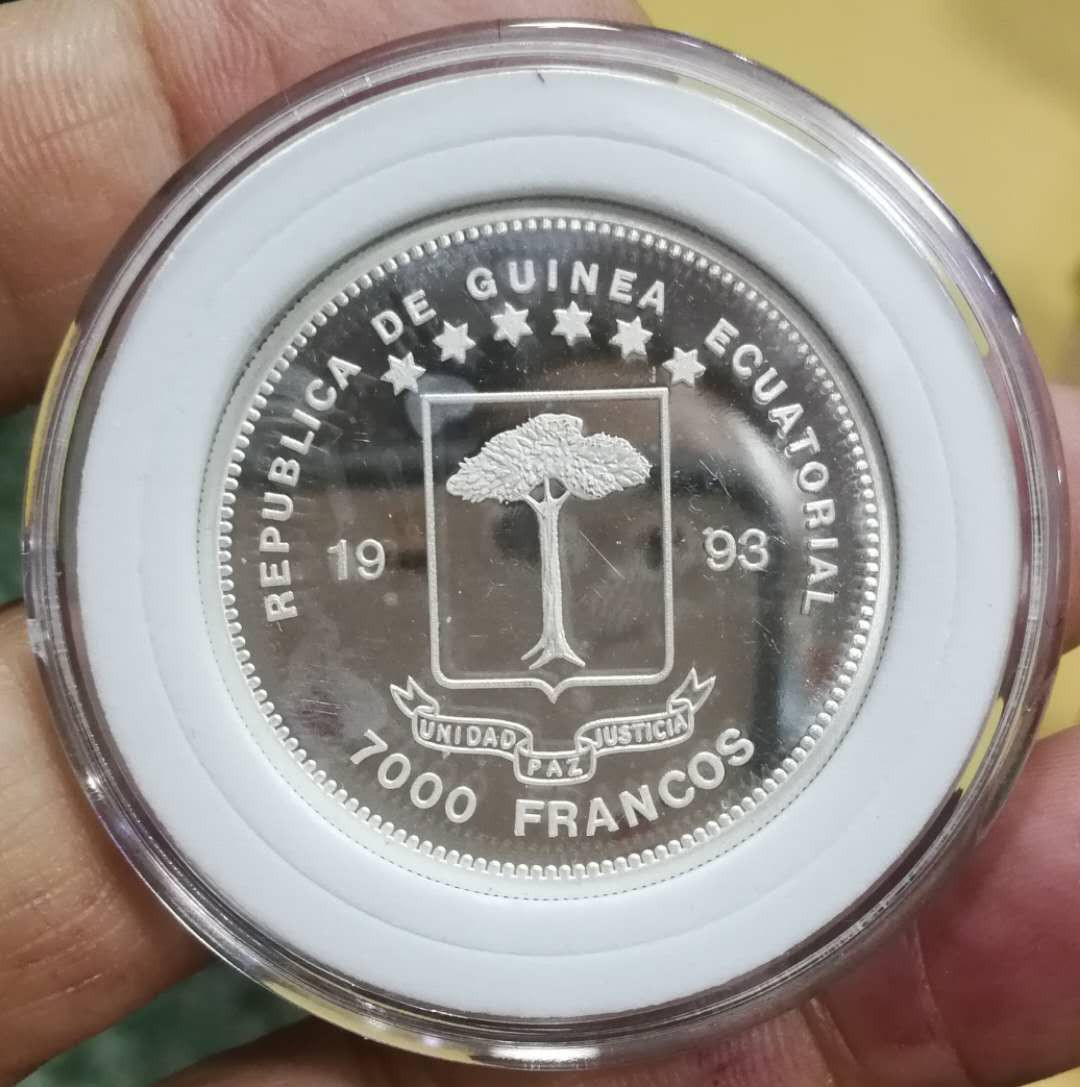 REPUBLICA DE GUINEA ECUATORIAL
19 93
UNIDAD PAZ JUSTICIA
7000 FRANCOS